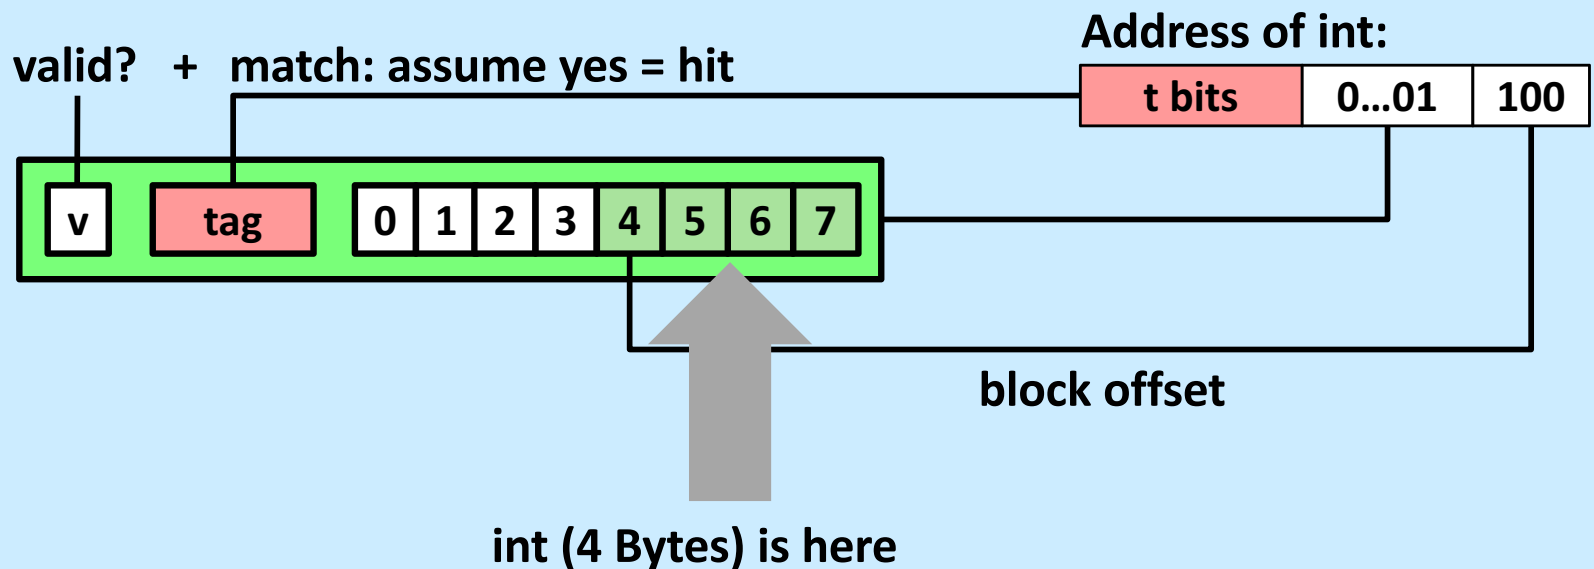 Address of int:
valid? + match: assume yes = hit
t bits 0...01 100
v tag 0 1 2 3 4 5 6 7
block offset
int (4 Bytes) is here